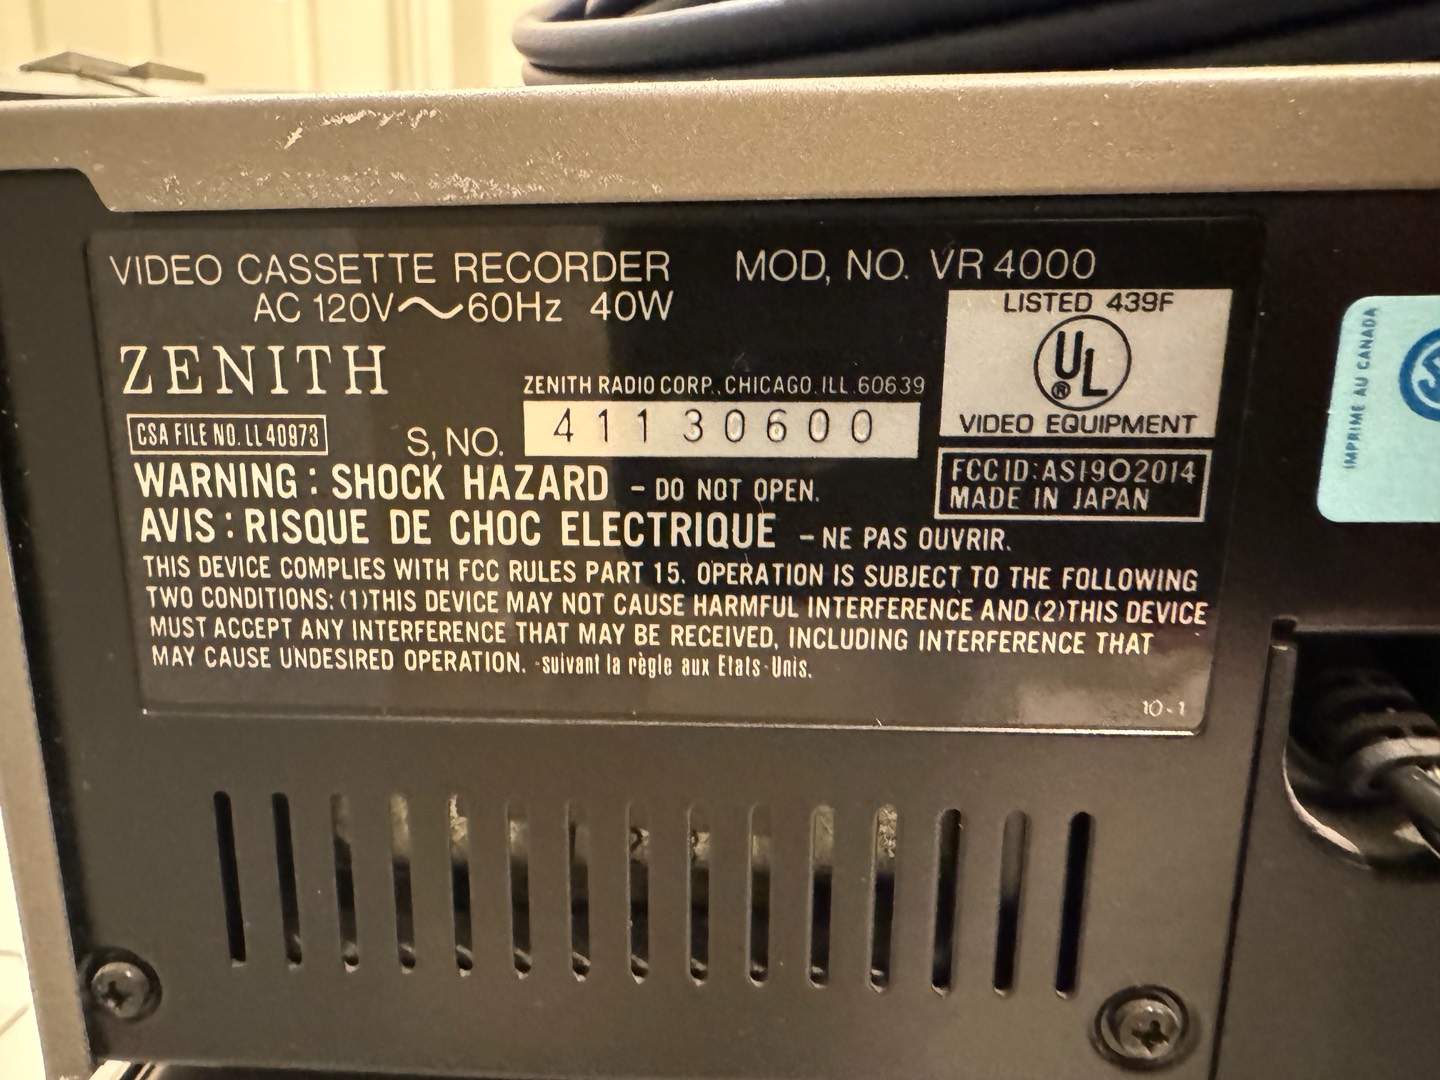 VIDEO CASSETTE RECORDER MOD, NO. VR 4000
AC 120V～60Hz 40W
LISTED 439F
UL
®
VIDEO EQUIPMENT
ZENITH
ZENITH RADIO CORP., CHICAGO. ILL. 60639
CSA FILE NO. LL 40973
S, NO. 41130600
FCC ID: AS19O2014
MADE IN JAPAN
WARNING : SHOCK HAZARD – DO NOT OPEN.
AVIS : RISQUE DE CHOC ELECTRIQUE – NE PAS OUVRIR.
THIS DEVICE COMPLIES WITH FCC RULES PART 15. OPERATION IS SUBJECT TO THE FOLLOWING
TWO CONDITIONS: (1)THIS DEVICE MAY NOT CAUSE HARMFUL INTERFERENCE AND (2)THIS DEVICE
MUST ACCEPT ANY INTERFERENCE THAT MAY BE RECEIVED, INCLUDING INTERFERENCE THAT
MAY CAUSE UNDESIRED OPERATION. -suivant la règle aux Etats-Unis.
10-1
IMPRIME AU CANADA